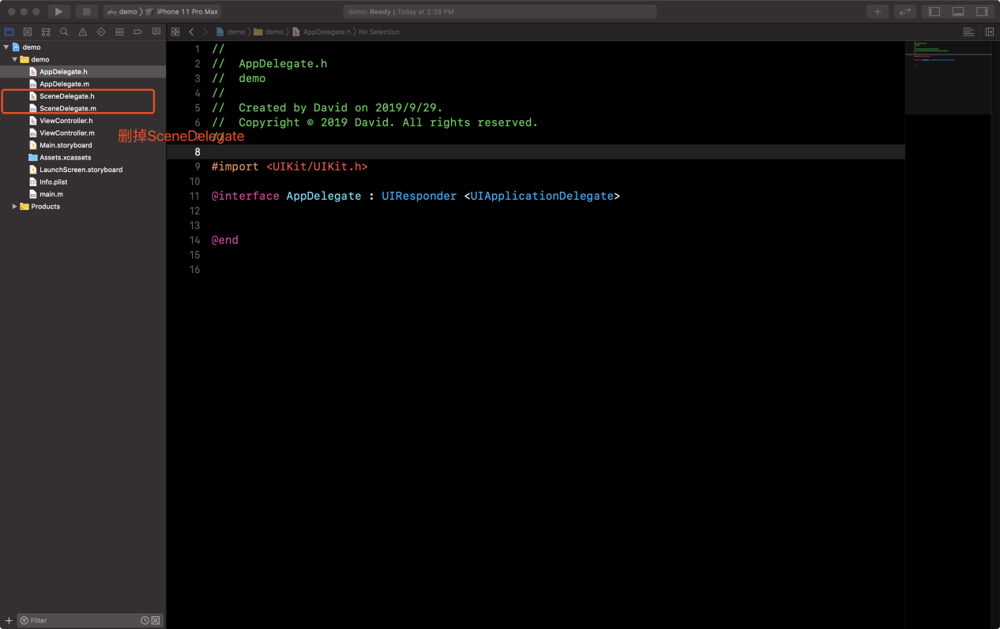 demo 〉 iPhone 11 Pro Max
demo: Ready | Today at 2:38 PM
demo 〉 demo 〉 AppDelegate.h 〉 No Selection
demo
demo
AppDelegate.h
AppDelegate.m
SceneDelegate.h
SceneDelegate.m
ViewController.h
ViewController.m
Main.storyboard
Assets.xcassets
LaunchScreen.storyboard
Info.plist
main.m
Products
删掉SceneDelegate
1 //
2 // AppDelegate.h
3 // demo
4 //
5 // Created by David on 2019/9/29.
6 // Copyright © 2019 David. All rights reserved.
7 //
8
9 #import <UIKit/UIKit.h>
10
11 @interface AppDelegate : UIResponder <UIApplicationDelegate>
12
13
14 @end
15
16
Filter